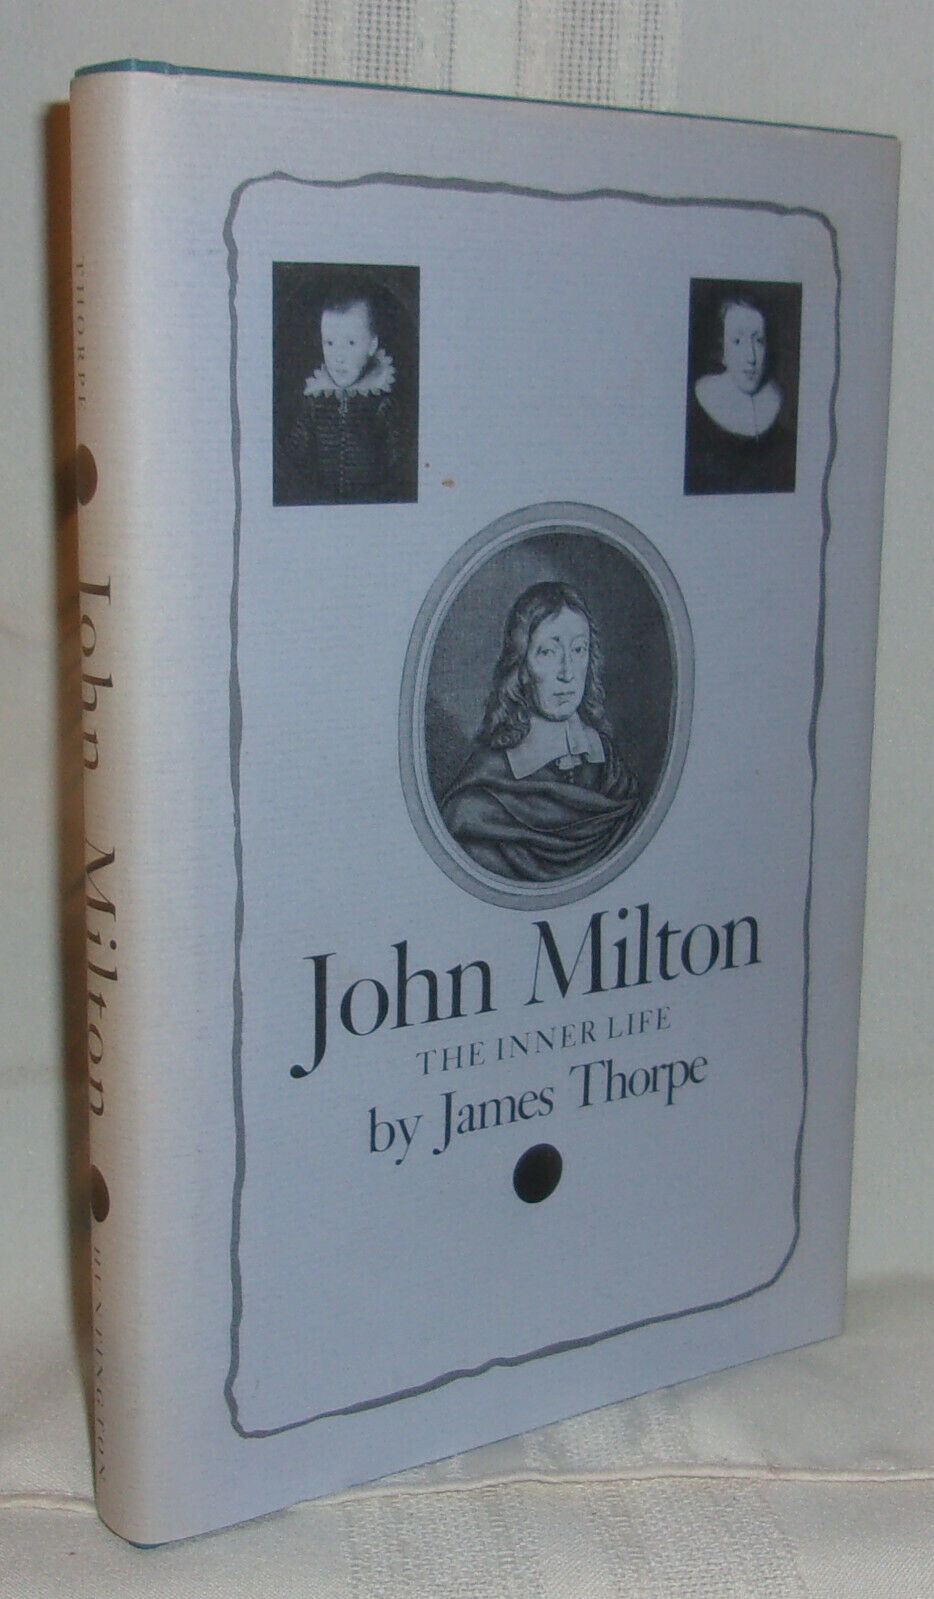 THORPE
John Milton
HUNTINGTON
John Milton
THE INNER LIFE
by James Thorpe